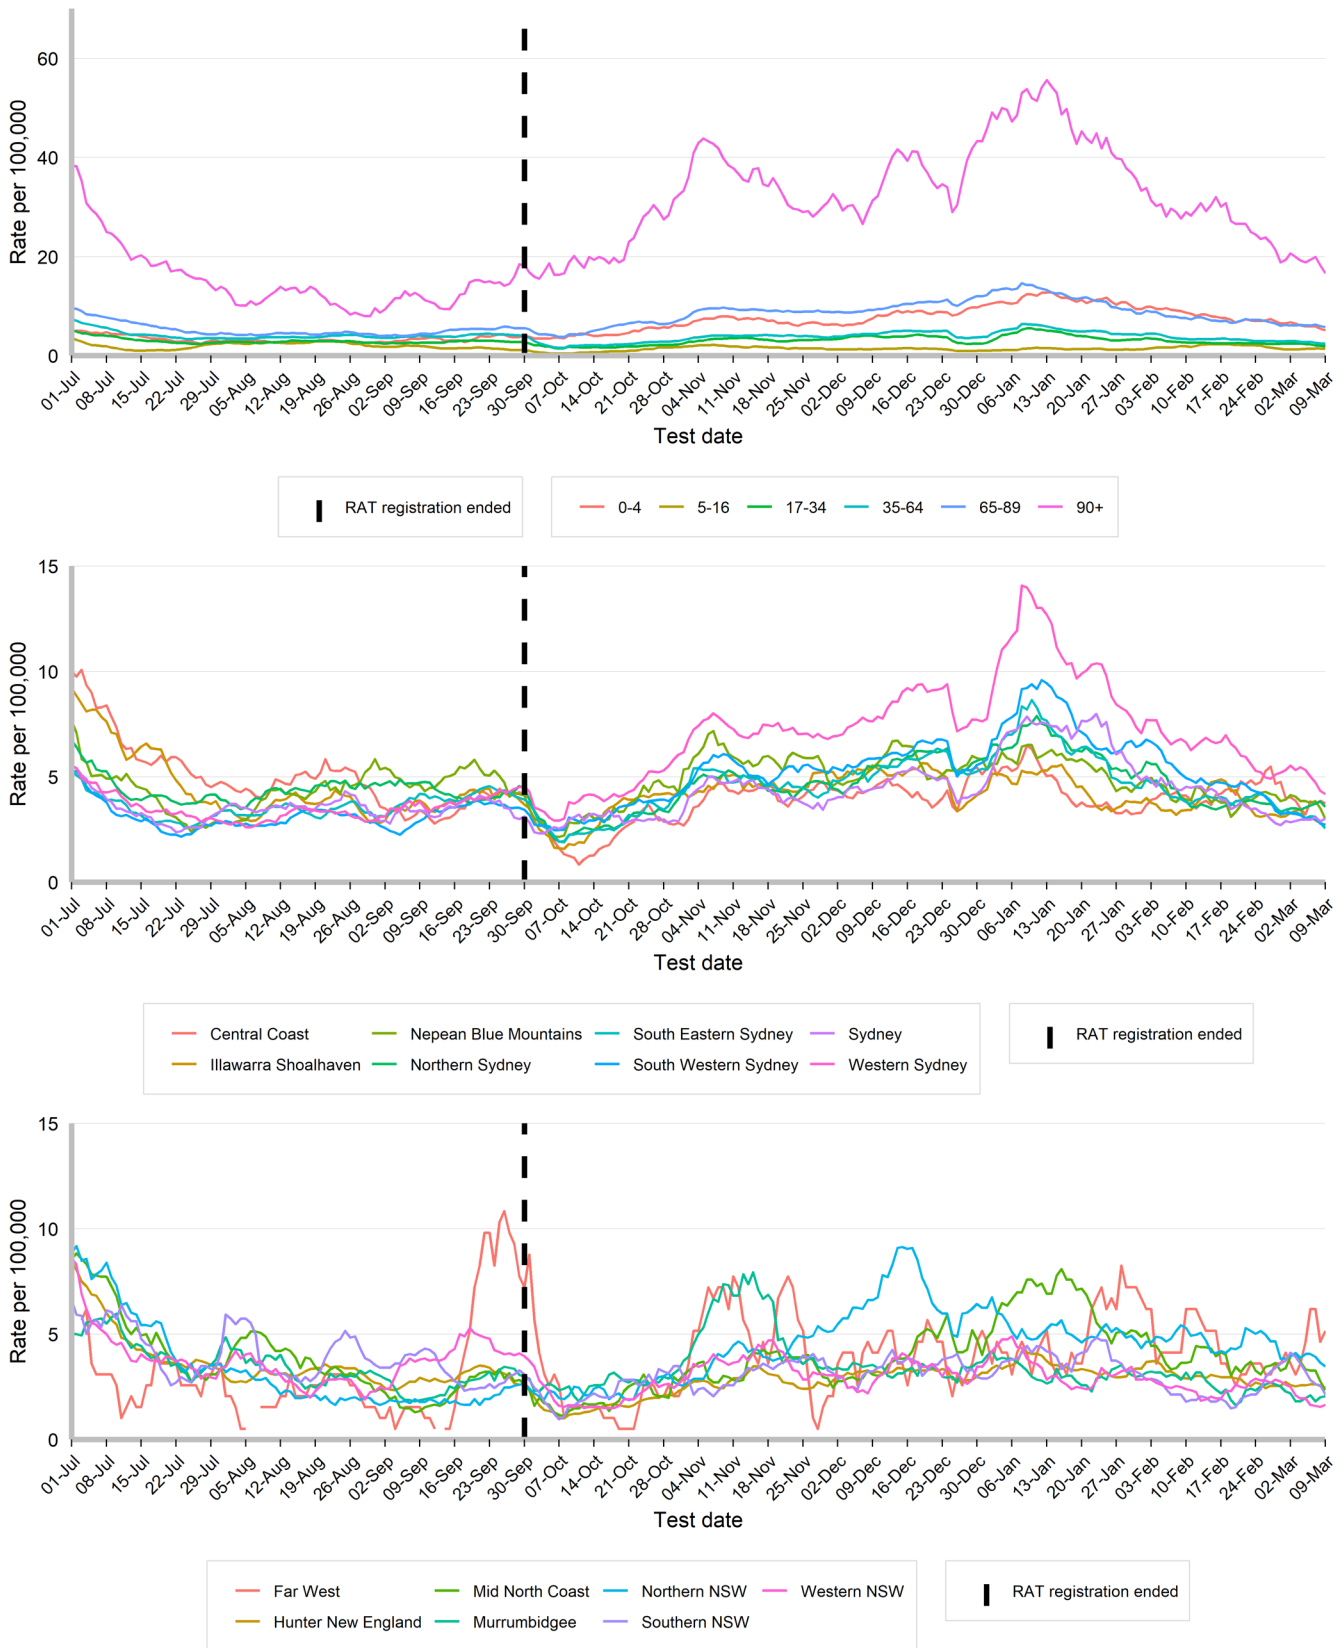 Rate per 100,000
60
40
20
0
01-Jul 08-Jul 15-Jul 22-Jul 29-Jul 05-Aug 12-Aug 19-Aug 26-Aug 02-Sep 09-Sep 16-Sep 23-Sep 30-Sep 07-Oct 14-Oct 21-Oct 28-Oct 04-Nov 11-Nov 18-Nov 25-Nov 02-Dec 09-Dec 16-Dec 23-Dec 30-Dec 06-Jan 13-Jan 20-Jan 27-Jan 03-Feb 10-Feb 17-Feb 24-Feb 02-Mar 09-Mar
Test date
RAT registration ended 0-4 5-16 17-34 35-64 65-89 90+
Rate per 100,000
15
10
5
0
01-Jul 08-Jul 15-Jul 22-Jul 29-Jul 05-Aug 12-Aug 19-Aug 26-Aug 02-Sep 09-Sep 16-Sep 23-Sep 30-Sep 07-Oct 14-Oct 21-Oct 28-Oct 04-Nov 11-Nov 18-Nov 25-Nov 02-Dec 09-Dec 16-Dec 23-Dec 30-Dec 06-Jan 13-Jan 20-Jan 27-Jan 03-Feb 10-Feb 17-Feb 24-Feb 02-Mar 09-Mar
Test date
Central Coast Nepean Blue Mountains South Eastern Sydney Sydney RAT registration ended
Illawarra Shoalhaven Northern Sydney South Western Sydney Western Sydney
Rate per 100,000
15
10
5
0
01-Jul 08-Jul 15-Jul 22-Jul 29-Jul 05-Aug 12-Aug 19-Aug 26-Aug 02-Sep 09-Sep 16-Sep 23-Sep 30-Sep 07-Oct 14-Oct 21-Oct 28-Oct 04-Nov 11-Nov 18-Nov 25-Nov 02-Dec 09-Dec 16-Dec 23-Dec 30-Dec 06-Jan 13-Jan 20-Jan 27-Jan 03-Feb 10-Feb 17-Feb 24-Feb 02-Mar 09-Mar
Test date
Far West Mid North Coast Northern NSW Western NSW RAT registration ended
Hunter New England Murrumbidgee Southern NSW